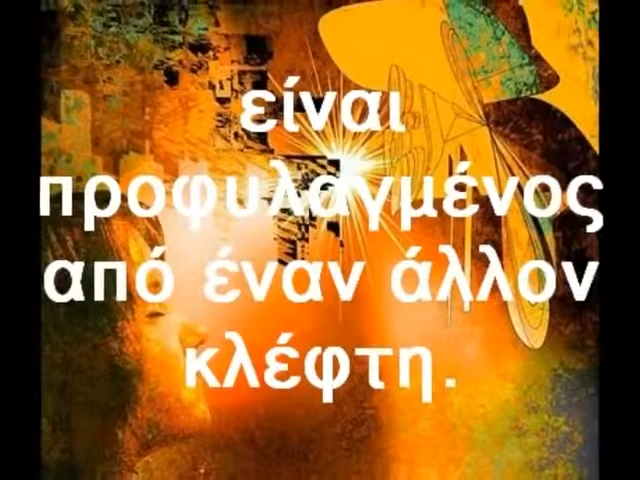 είναι
προφυλαγμένος
από έναν άλλον
κλέφτη.